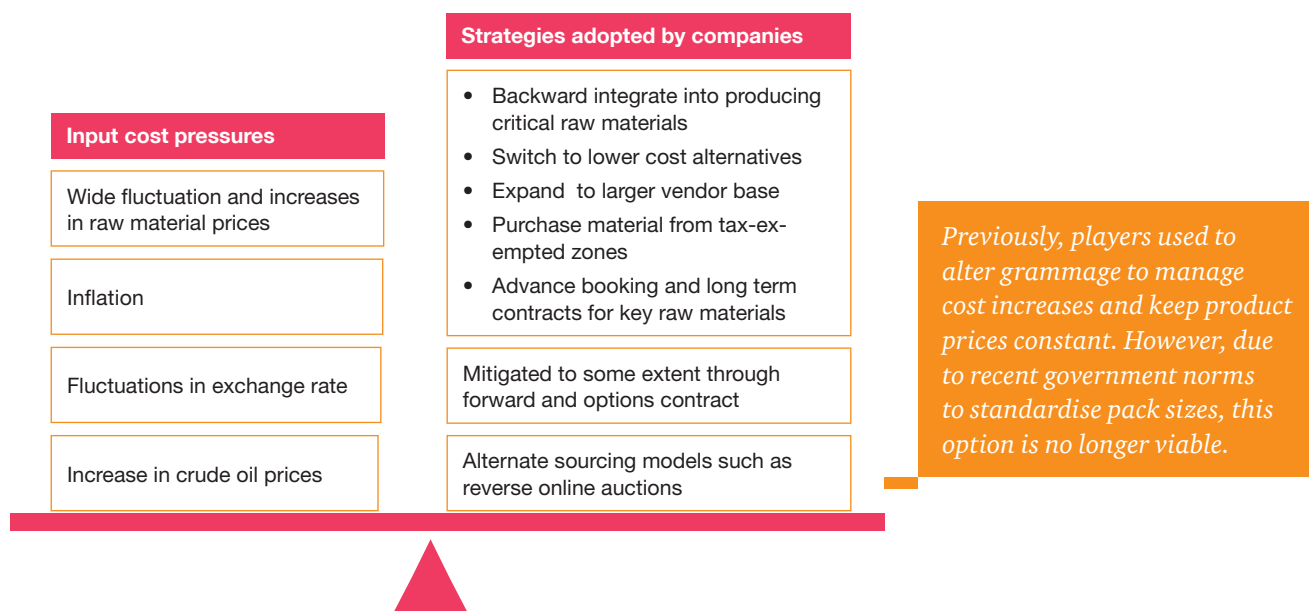 Input cost pressures
Wide fluctuation and increases
in raw material prices
Inflation
Fluctuations in exchange rate
Increase in crude oil prices
Strategies adopted by companies
• Backward integrate into producing
critical raw materials
• Switch to lower cost alternatives
• Expand to larger vendor base
• Purchase material from tax-ex-
empted zones
• Advance booking and long term
contracts for key raw materials
Mitigated to some extent through
forward and options contract
Alternate sourcing models such as
reverse online auctions
Previously, players used to
alter grammage to manage
cost increases and keep product
prices constant. However, due
to recent government norms
to standardise pack sizes, this
option is no longer viable.